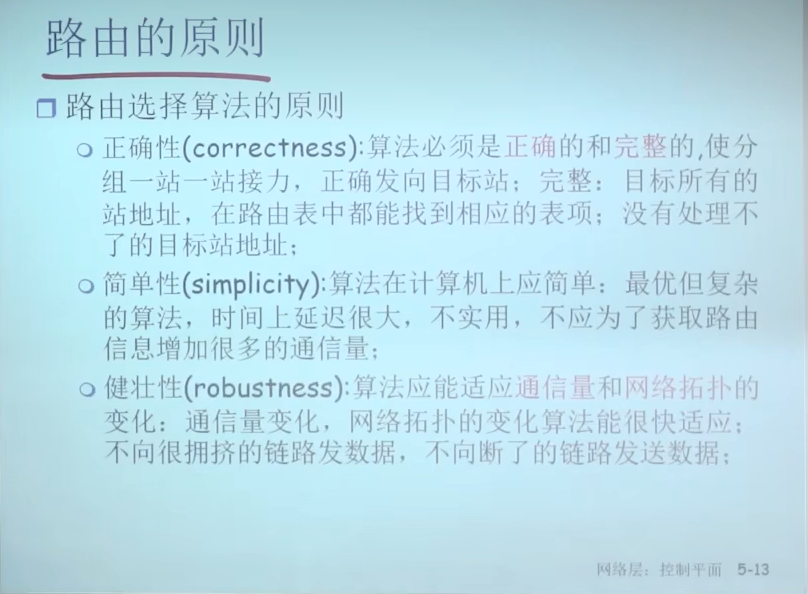 路由的原则
路由选择算法的原则
正确性(correctness):算法必须是正确的和完整的,使分
组一站一站接力，正确发向目标站；完整：目标所有的
站地址，在路由表中都能找到相应的表项；没有处理不
了的目标站地址；
简单性(simplicity):算法在计算机上应简单：最优但复杂
的算法，时间上延迟很大，不实用，不应为了获取路由
信息增加很多的通信量；
健壮性(robustness):算法应能适应通信量和网络拓扑的
变化：通信量变化，网络拓扑的变化算法能很快适应；
不向很拥挤的链路发数据，不向断了的链路发送数据；
网络层：控制平面 5-13